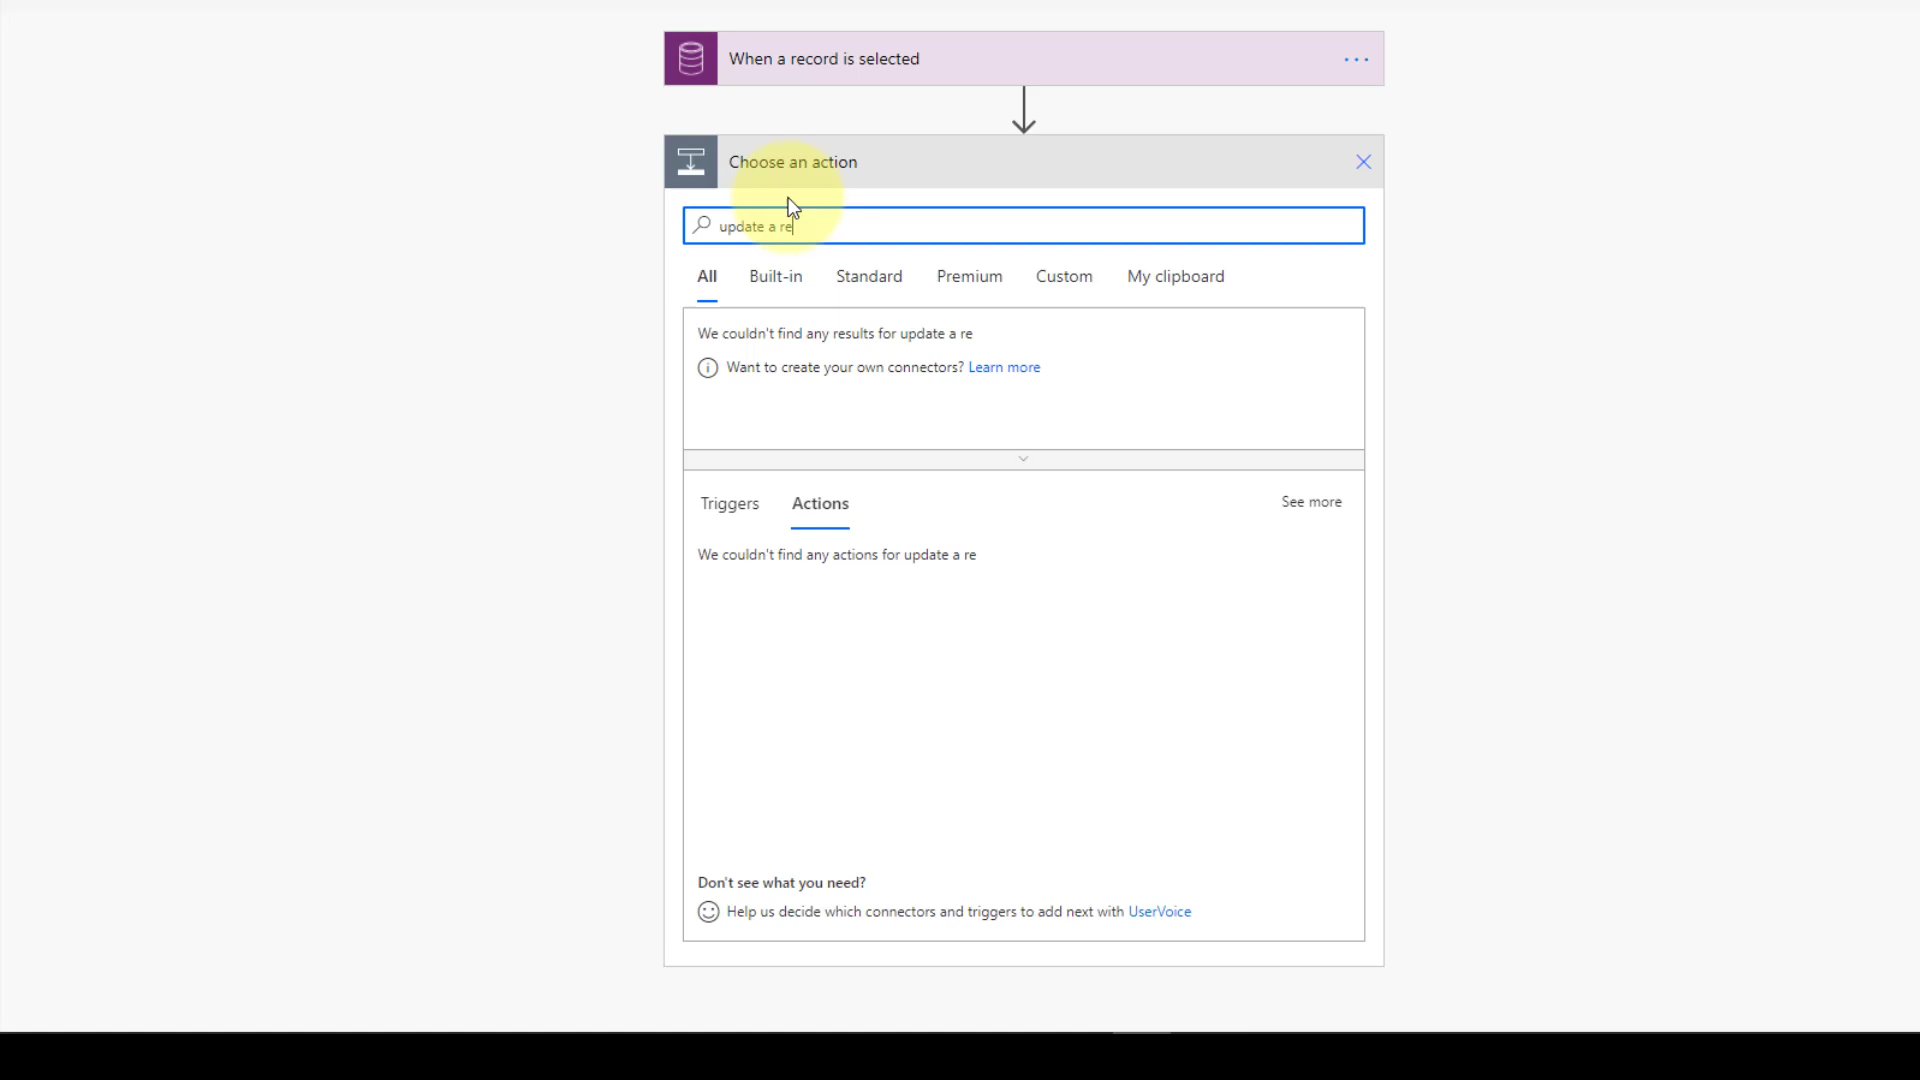 When a record is selected
Choose an action
update a re
All Built-in Standard Premium Custom My clipboard
We couldn't find any results for update a re
Want to create your own connectors? Learn more
Triggers Actions See more
We couldn't find any actions for update a re
Don't see what you need?
Help us decide which connectors and triggers to add next with UserVoice